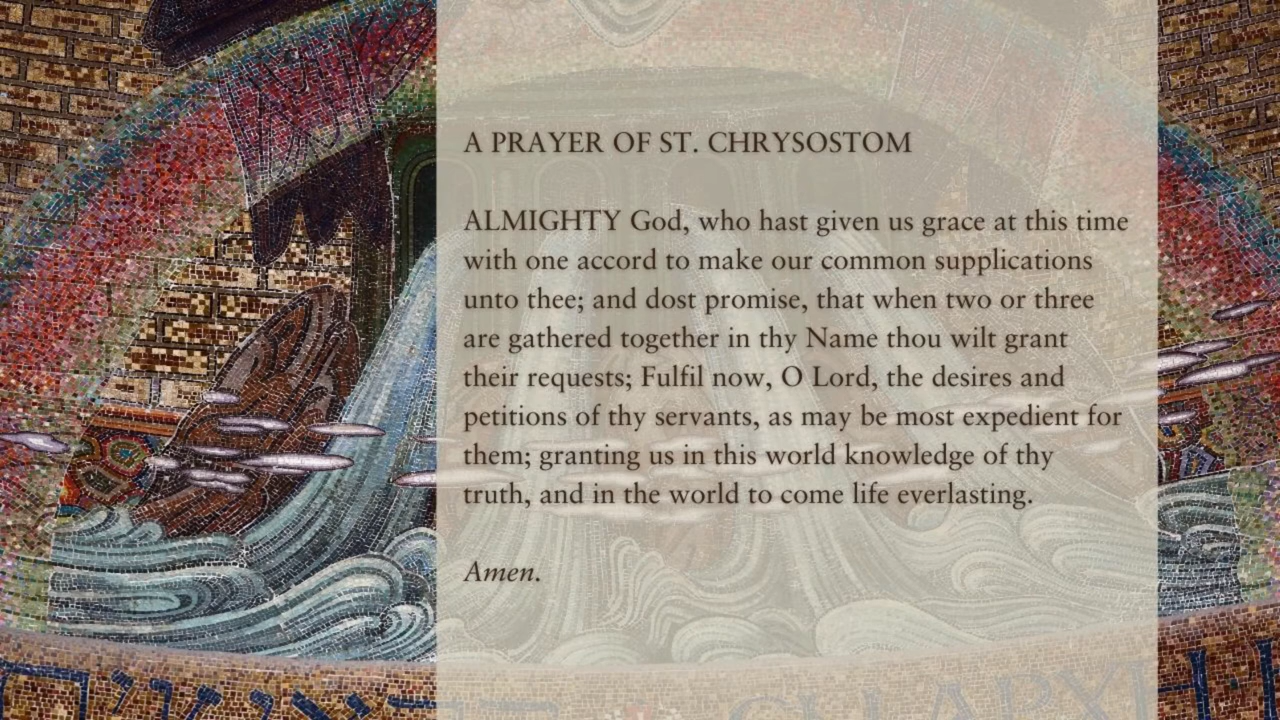 A PRAYER OF ST. CHRYSOSTOM
ALMIGHTY God, who hast given us grace at this time
with one accord to make our common supplications
unto thee; and dost promise, that when two or three
are gathered together in thy Name thou wilt grant
their requests; Fulfil now, O Lord, the desires and
petitions of thy servants, as may be most expedient for
them; granting us in this world knowledge of thy
truth, and in the world to come life everlasting.
Amen.